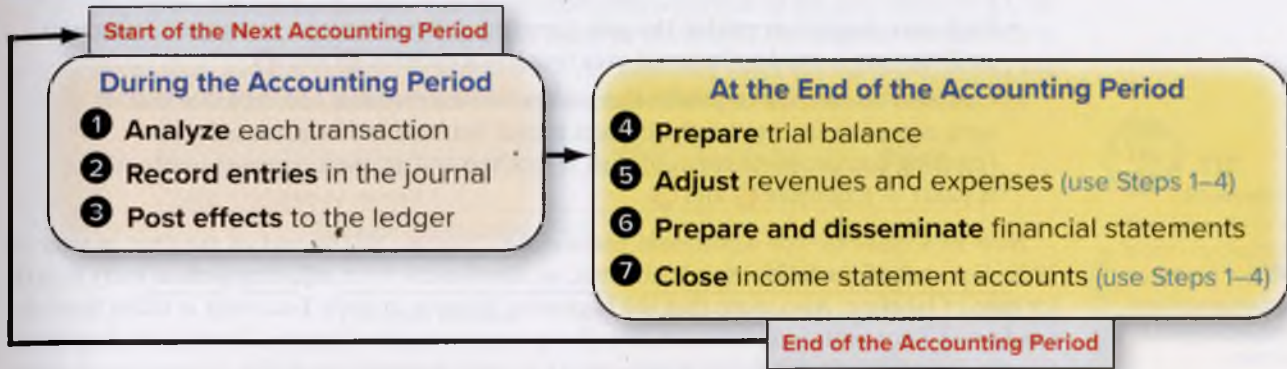 Start of the Next Accounting Period
During the Accounting Period
1 Analyze each transaction
2 Record entries in the journal
3 Post effects to the ledger
At the End of the Accounting Period
4 Prepare trial balance
5 Adjust revenues and expenses (use Steps 1–4)
6 Prepare and disseminate financial statements
7 Close income statement accounts (use Steps 1–4)
End of the Accounting Period